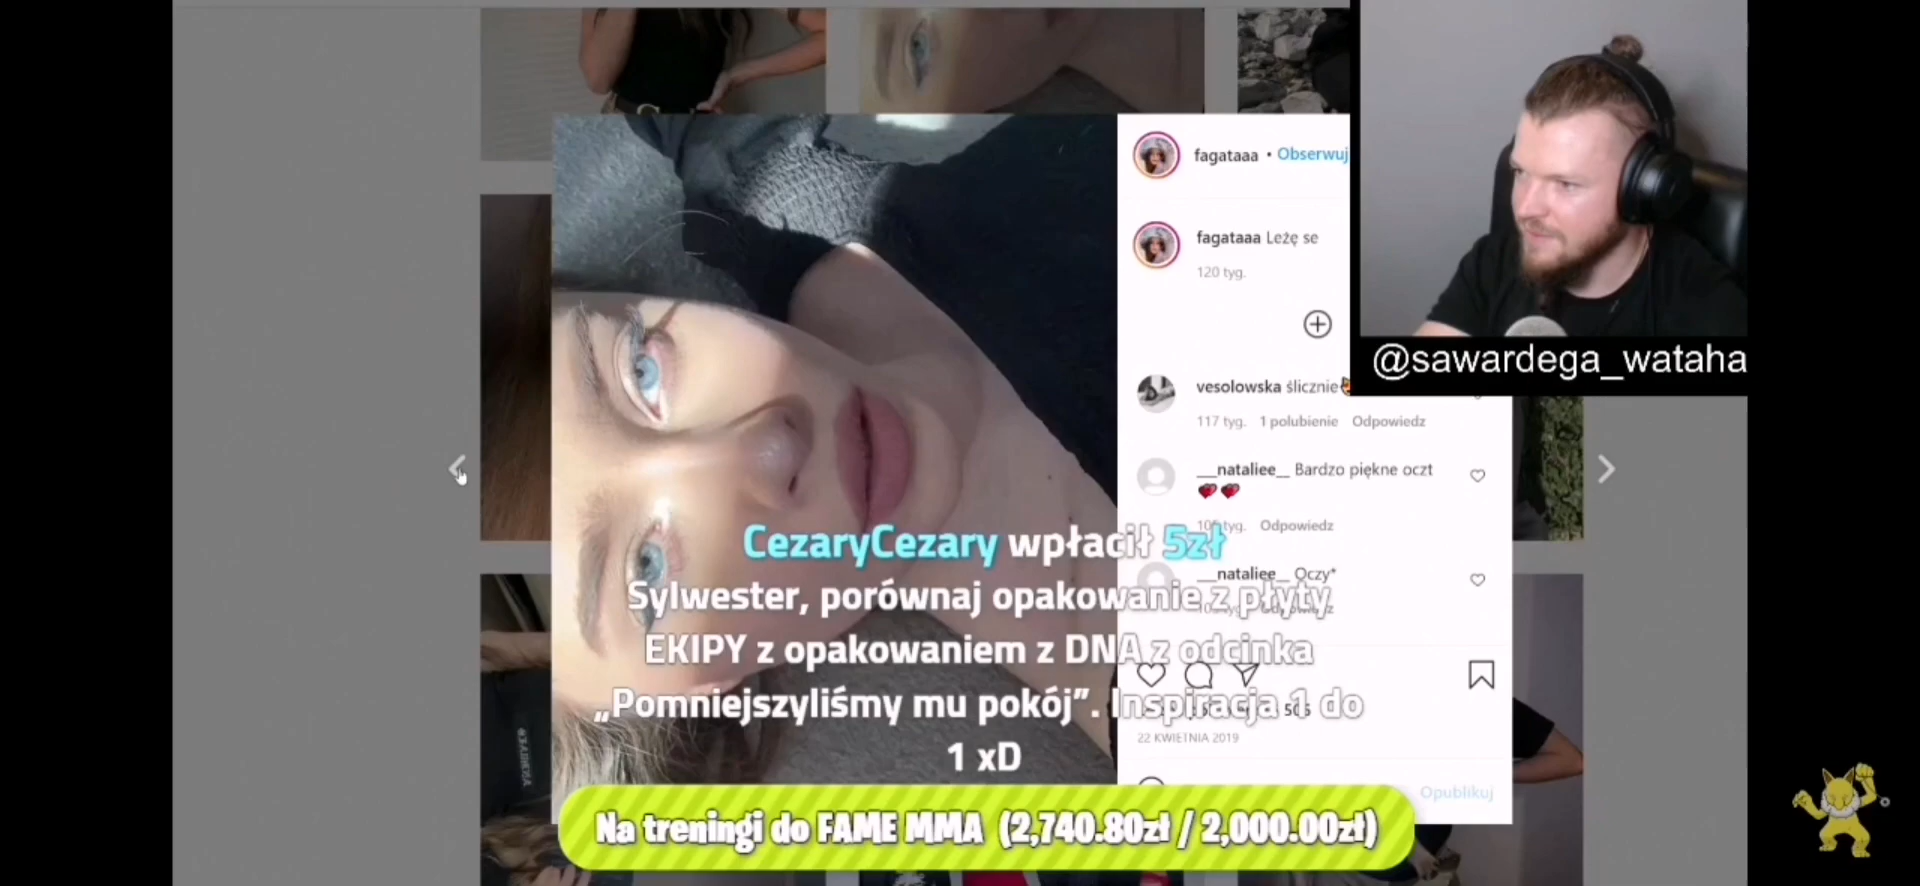 fagataaa • Obserwuj
fagataaa Leżę se
120 tyg.
@sawardega_wataha
vesolowska ślicznie
117 tyg. 1 polubienie Odpowiedz
__nataliee__ Bardzo piękne oczt
tyg. Odpowiedz
__nataliee__ Oczy*
CezaryCezary wpłacił 5zł
Sylwester, porównaj opakowanie z płyty
EKIPY z opakowaniem z DNA z odcinka
„Pomniejszyliśmy mu pokój”. Inspiracja 1 do
1 xD
22 KWIETNIA 2019
Opublikuj
Na treningi do FAME MMA (2,740.80zł / 2,000.00zł)